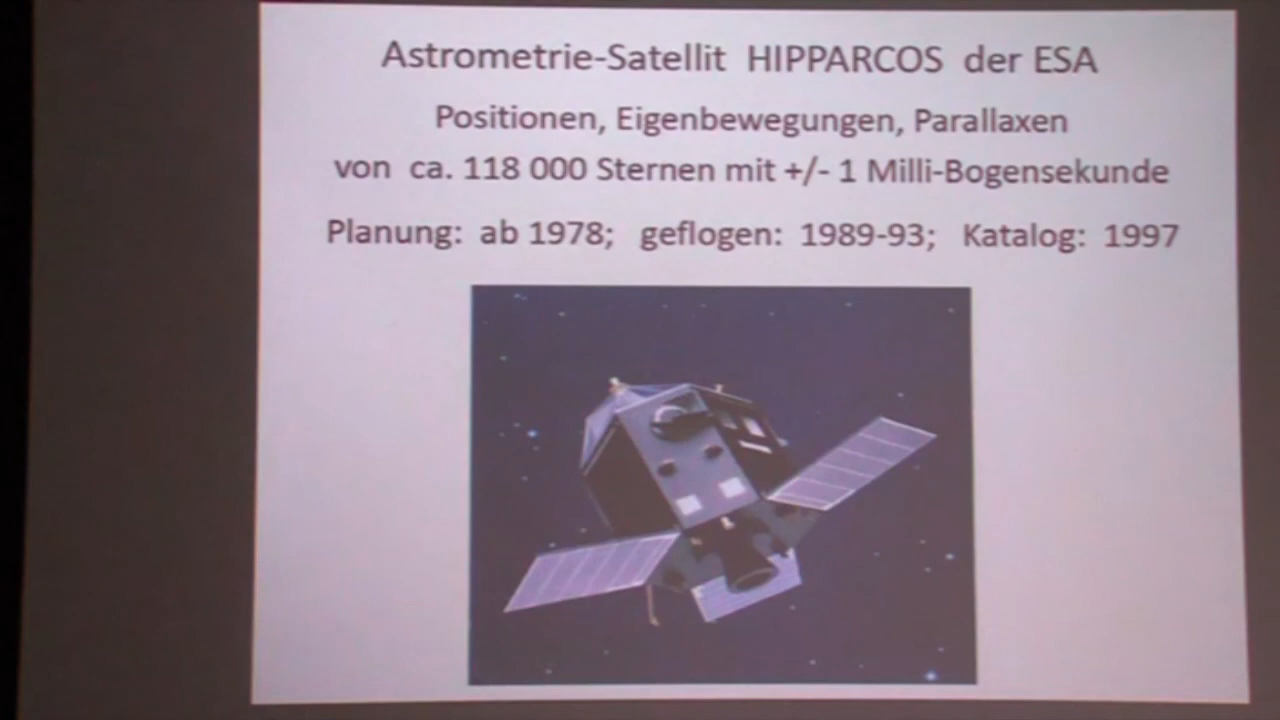 Astrometrie-Satellit HIPPARCOS der ESA
Positionen, Eigenbewegungen, Parallaxen
von ca. 118 000 Sternen mit +/- 1 Milli-Bogensekunde
Planung: ab 1978; geflogen: 1989-93; Katalog: 1997